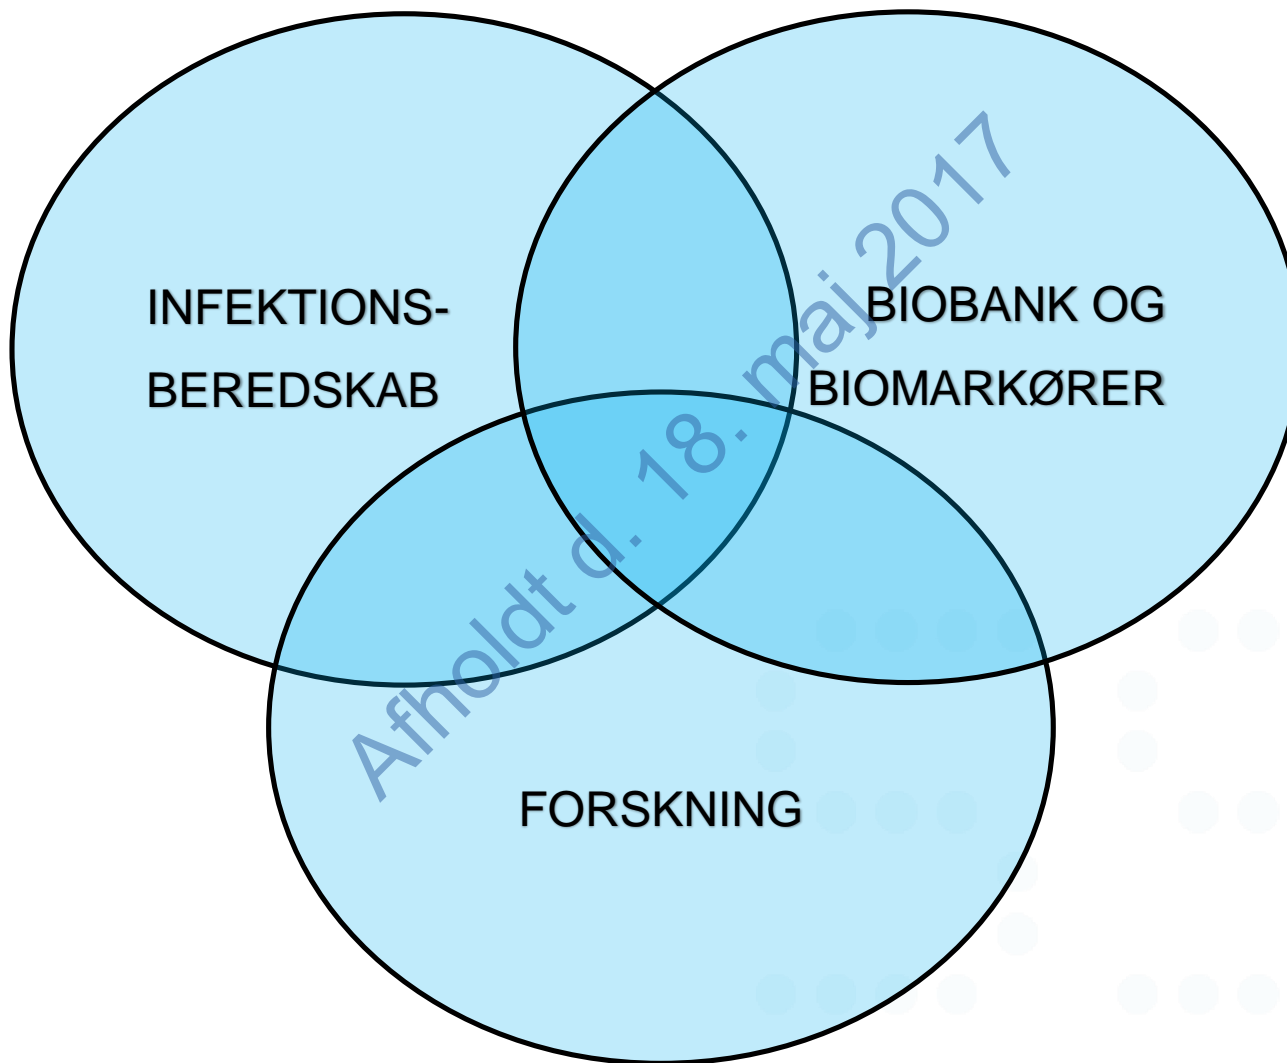 INFEKTIONS-
BEREDSKAB
BIOBANK OG
BIOMARKØRER
FORSKNING
Afholdt d. 18. maj 2017